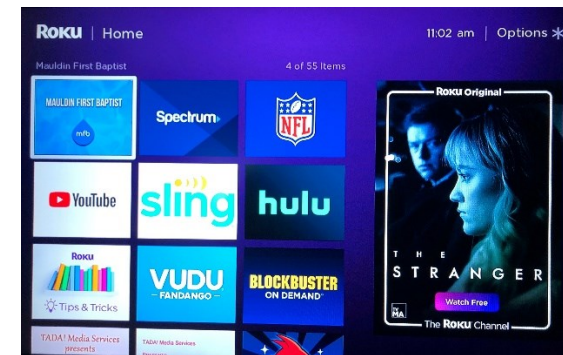 ROKU | Home
11:02 am | Options
Mauldin First Baptist
4 of 55 Items
MAULDIN FIRST BAPTIST
mfb
Spectrum
NFL
YouTube
sling
hulu
ROKU
Tips & Tricks
VUDU
FANDANGO
BLOCKBUSTER
ON DEMAND
TADA! Media Services
presents
TADA! Media Services
ROKU Original
THE
STRANGER
Watch Free
TV
MA
The ROKU Channel